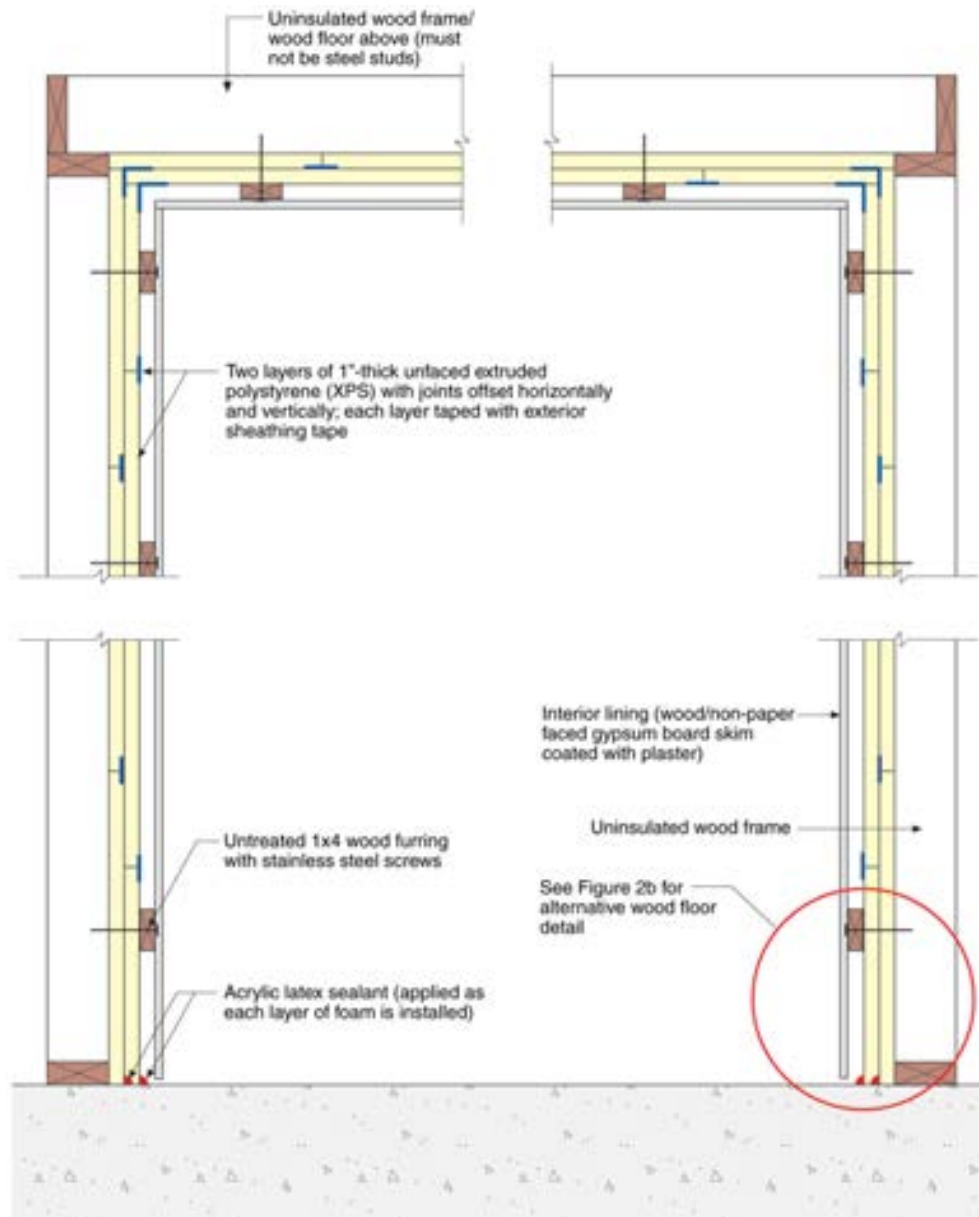 Uninsulated wood frame/
wood floor above (must
not be steel studs)
Two layers of 1"-thick unfaced extruded
polystyrene (XPS) with joints offset horizontally
and vertically; each layer taped with exterior
sheathing tape
Interior lining (wood/non-paper
faced gypsum board skim
coated with plaster)
Untreated 1x4 wood furring
with stainless steel screws
Uninsulated wood frame
See Figure 2b for
alternative wood floor
detail
Acrylic latex sealant (applied as
each layer of foam is installed)